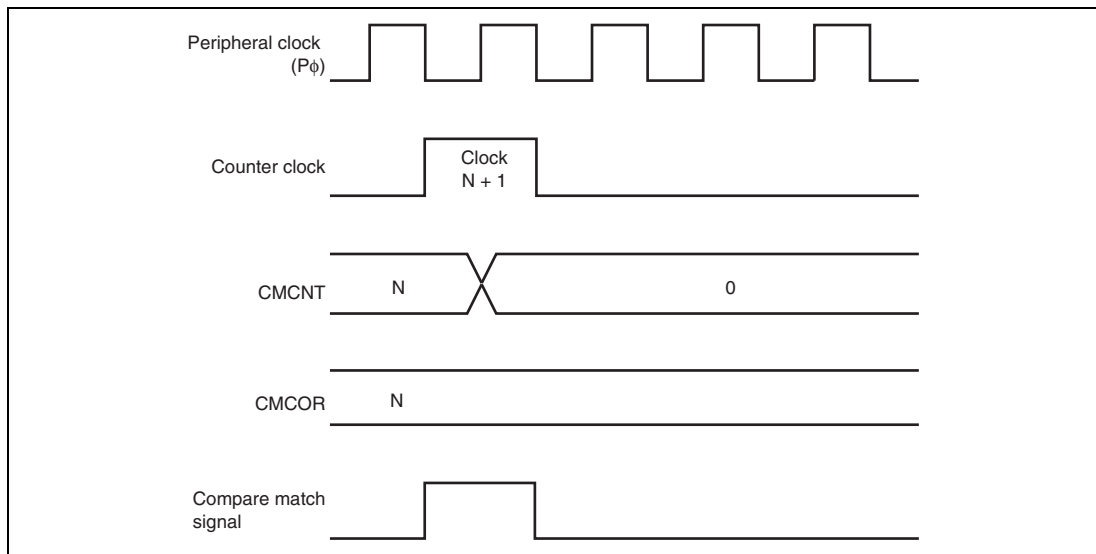 Peripheral clock
(Pφ)
Counter clock
Clock
N + 1
CMCNT
N
0
CMCOR
N
Compare match
signal